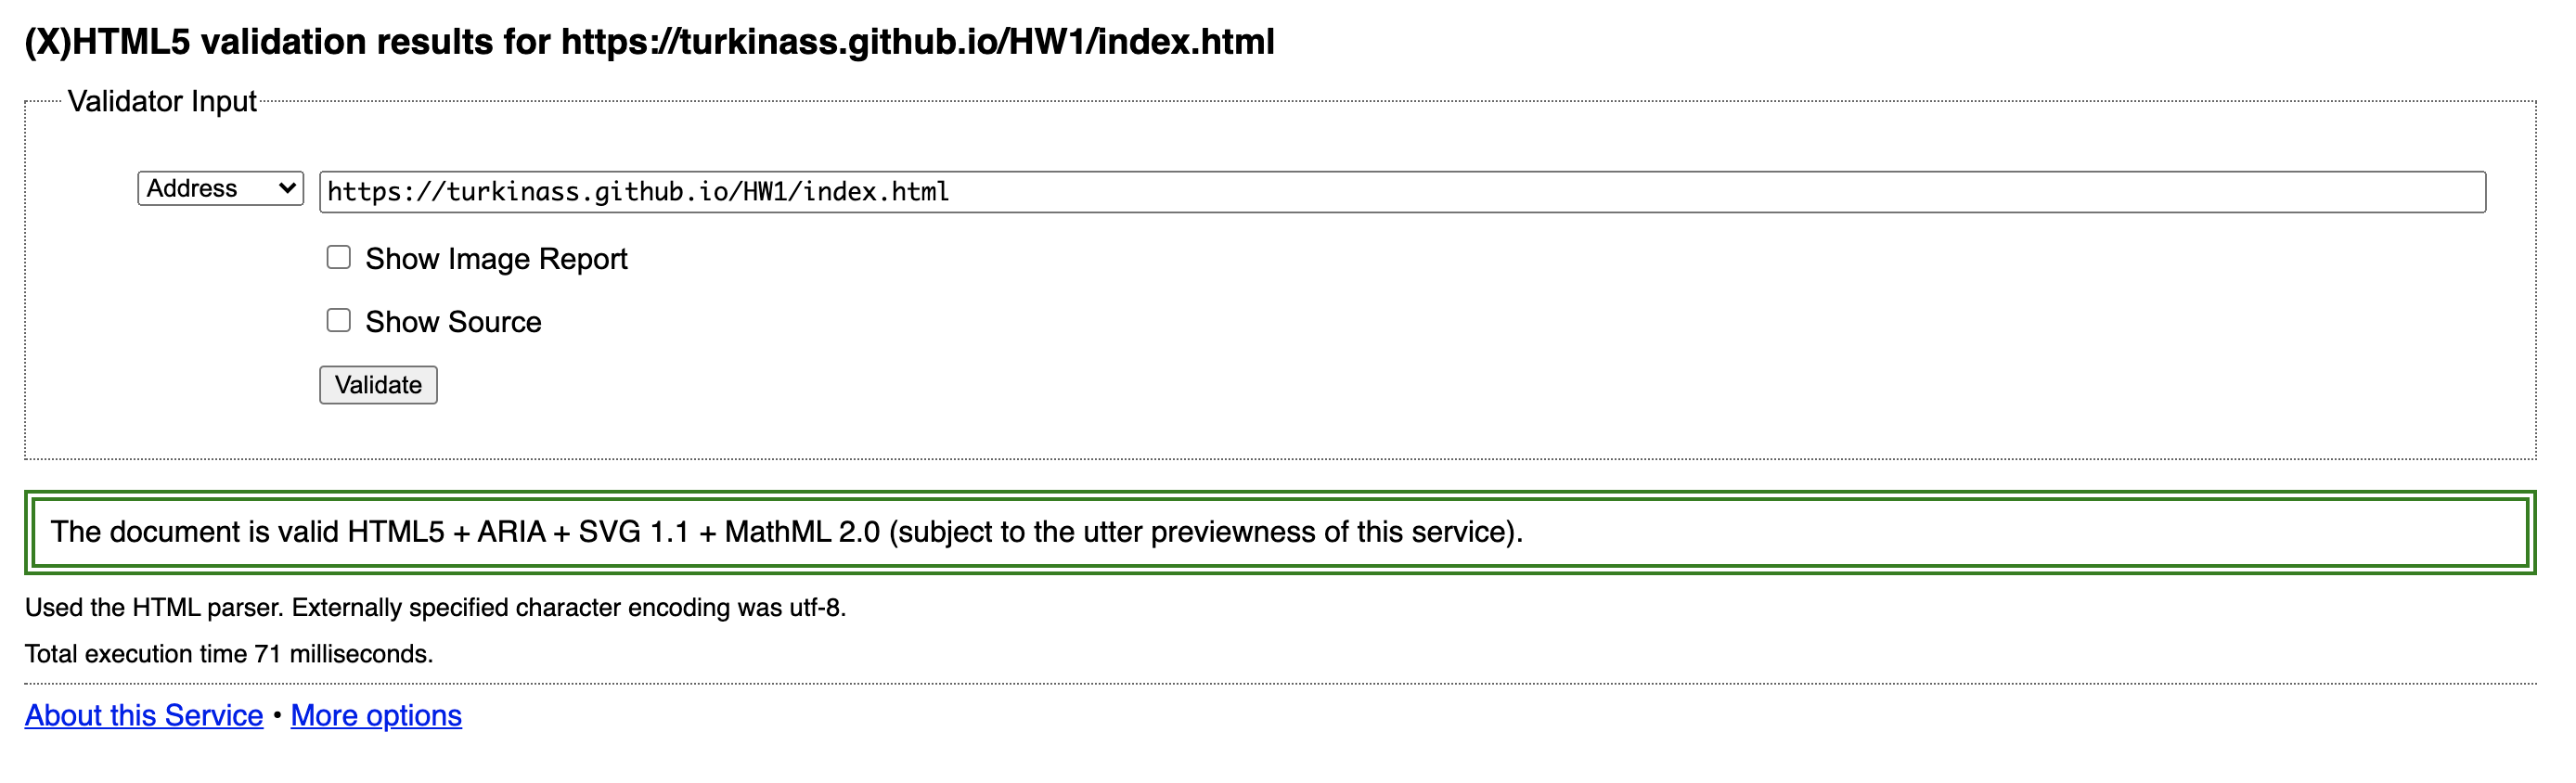 (X)HTML5 validation results for https://turkinass.github.io/HW1/index.html
Validator Input
Address https://turkinass.github.io/HW1/index.html
Show Image Report
Show Source
Validate
The document is valid HTML5 + ARIA + SVG 1.1 + MathML 2.0 (subject to the utter previewness of this service).
Used the HTML parser. Externally specified character encoding was utf-8.
Total execution time 71 milliseconds.
About this Service • More options